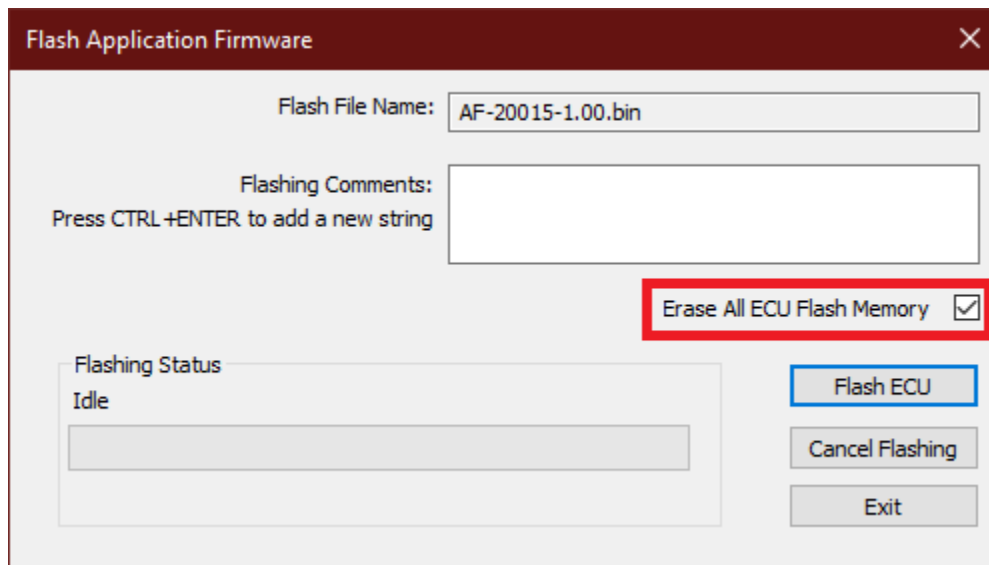 Flash Application Firmware
Flash File Name: AF-20015-1.00.bin
Flashing Comments:
Press CTRL+ENTER to add a new string
Erase All ECU Flash Memory
Flashing Status
Idle
Flash ECU
Cancel Flashing
Exit